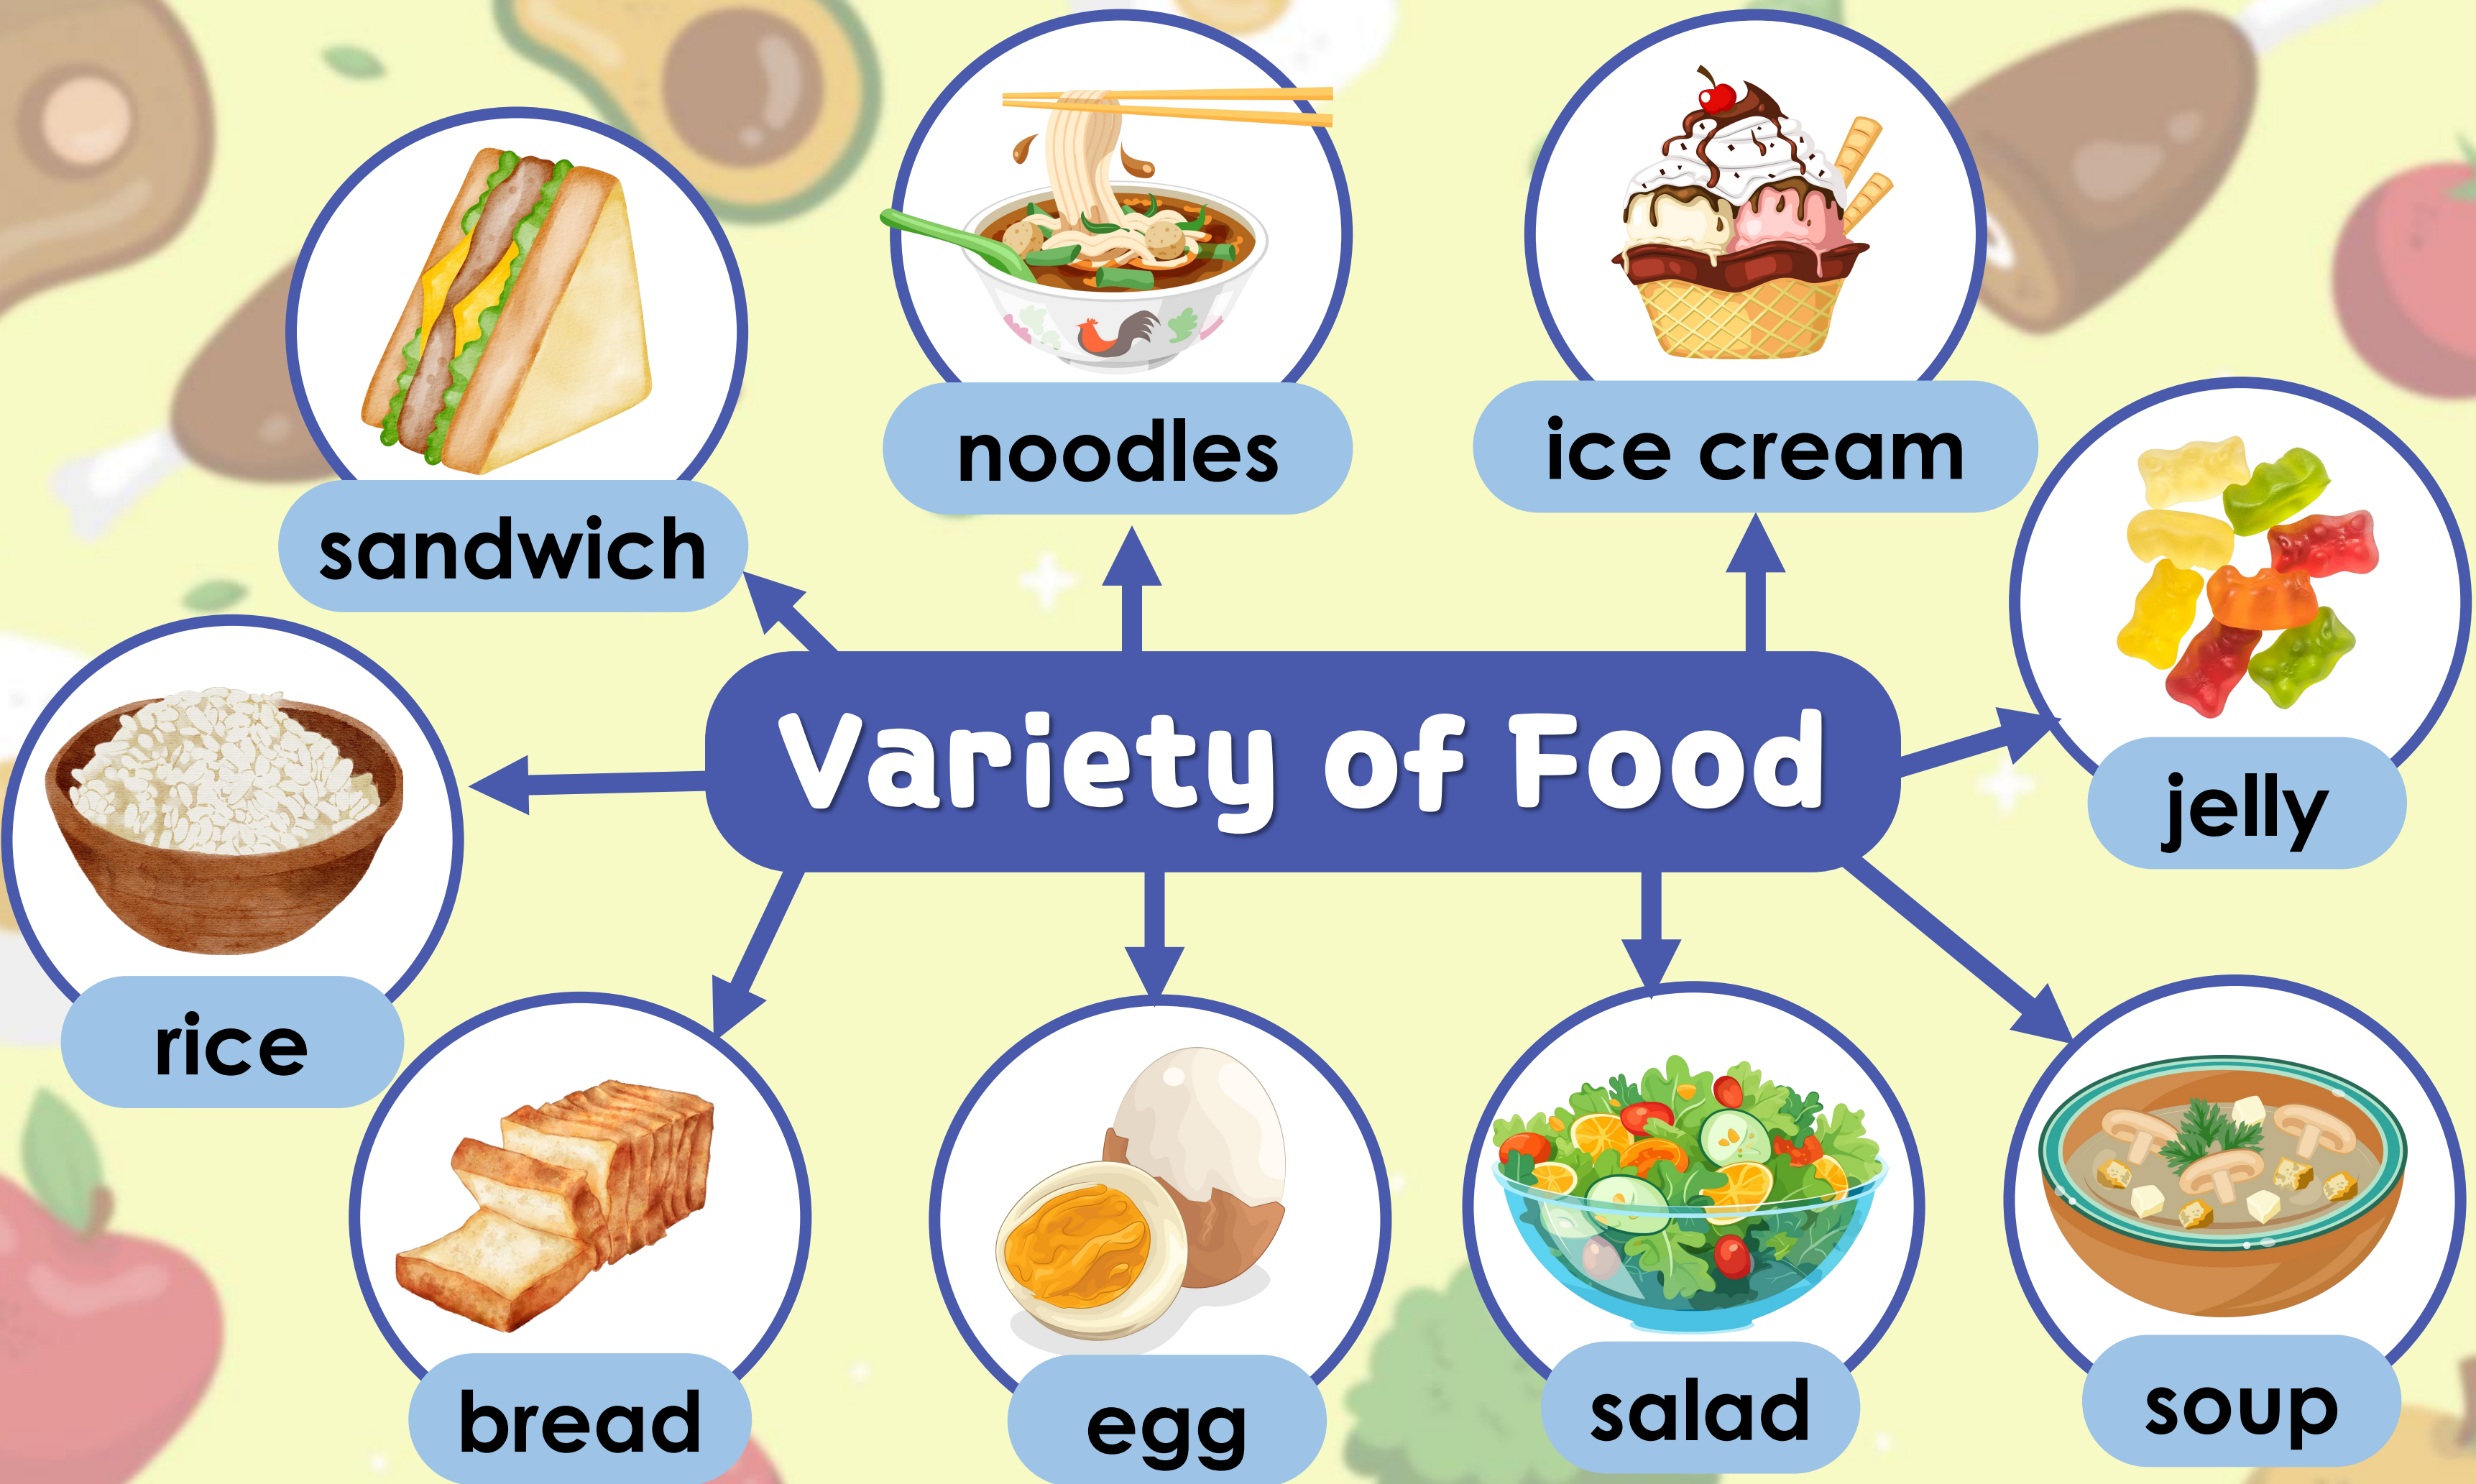 noodles
ice cream
sandwich
Variety of Food
jelly
rice
bread
egg
salad
soup